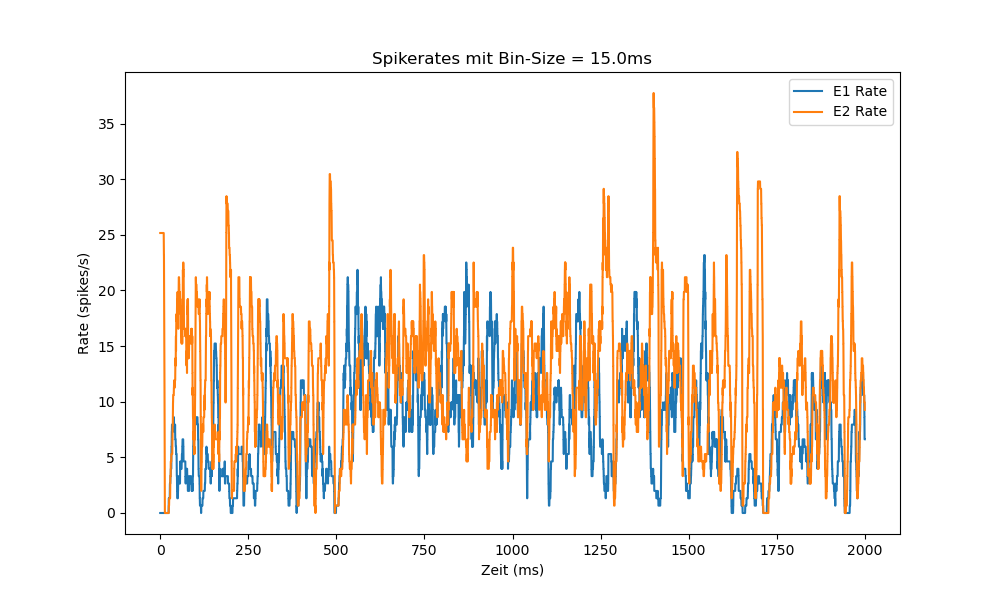 Spikerates mit Bin-Size = 15.0ms
E1 Rate
E2 Rate
Rate (spikes/s)
35
30
25
20
15
10
5
0
0 250 500 750 1000 1250 1500 1750 2000
Zeit (ms)